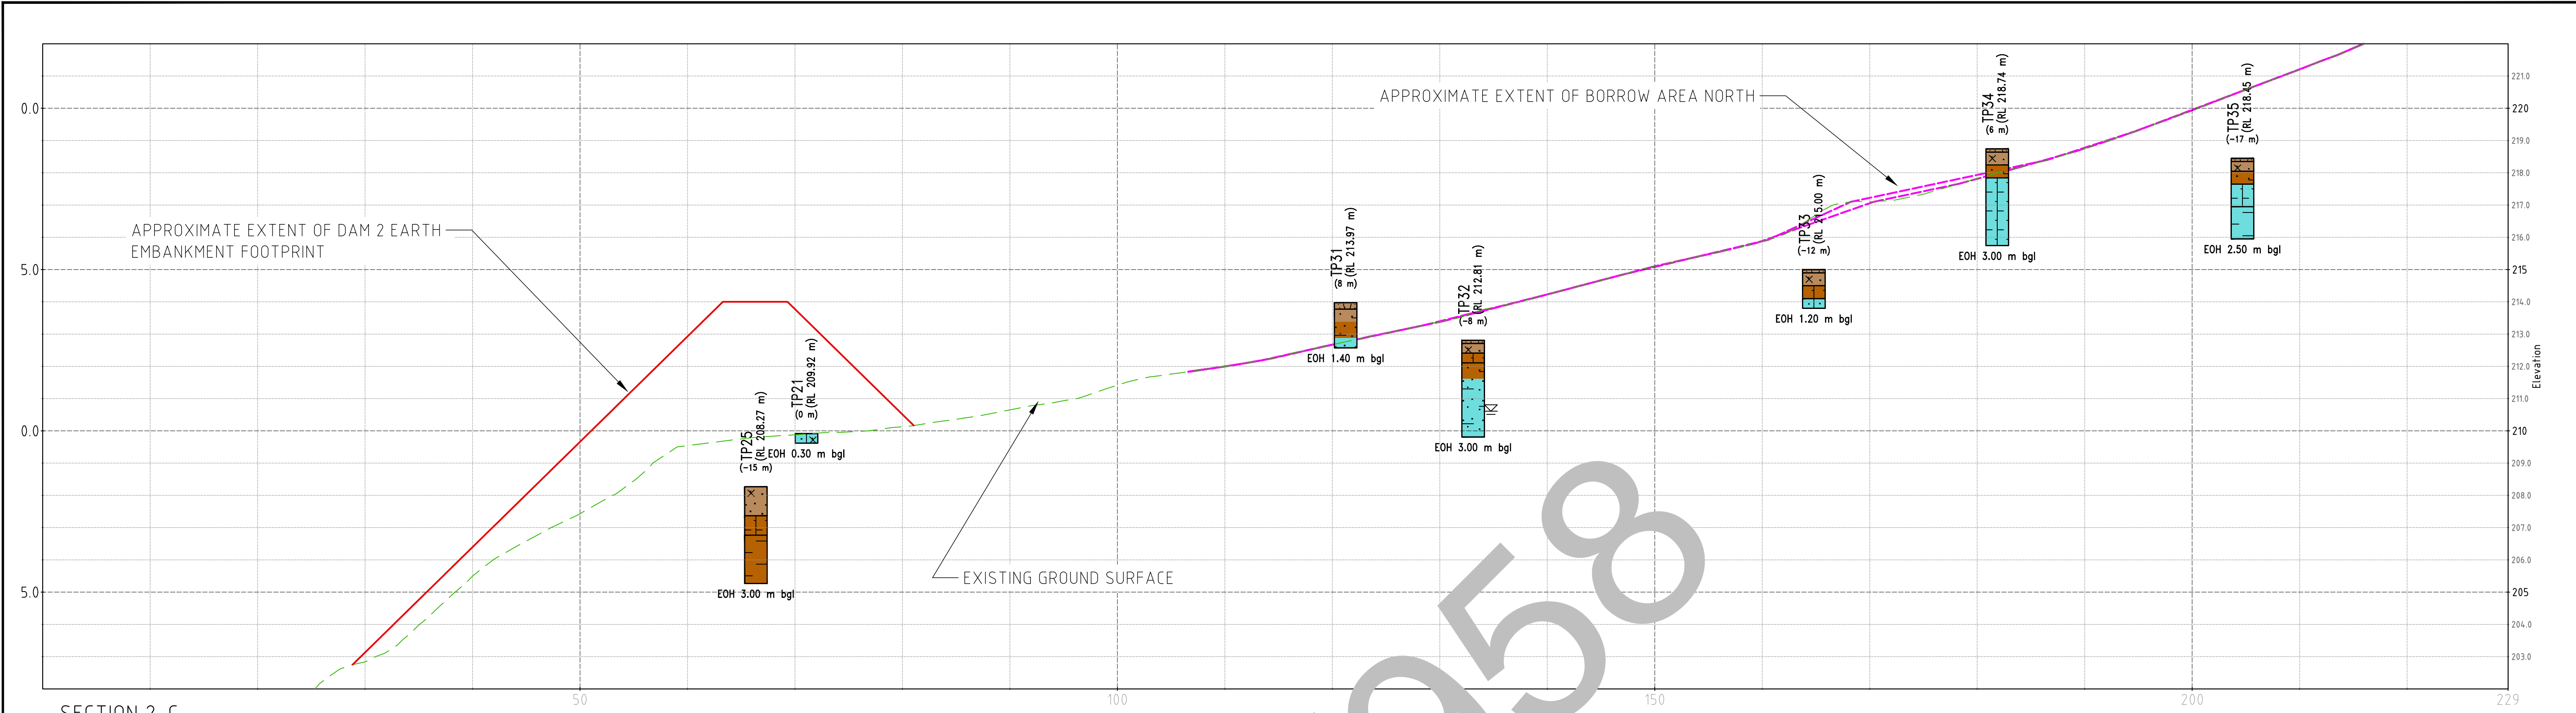 221.0
0.0
220
219.0
218.0
217.0
216.0
5.0
215
214.0
213.0
212.0
211.0
0.0
210
209.0
208.0
207.0
206.0
5.0
205
204.0
203.0
Elevation
APPROXIMATE EXTENT OF BORROW AREA NORTH
APPROXIMATE EXTENT OF DAM 2 EARTH
EMBANKMENT FOOTPRINT
EXISTING GROUND SURFACE
TP25
(RL 208.27 m)
(-15 m)
EOH 3.00 m bgl
TP21
(RL 209.92 m)
(0 m)
EOH 0.30 m bgl
TP31
(RL 213.97 m)
(8 m)
EOH 1.40 m bgl
TP32
(RL 212.81 m)
(-8 m)
EOH 3.00 m bgl
TP33
(RL 215.00 m)
(-12 m)
EOH 1.20 m bgl
TP34
(RL 218.74 m)
(6 m)
EOH 3.00 m bgl
TP35
(RL 218.45 m)
(-17 m)
EOH 2.50 m bgl
958
50
100
150
200
229